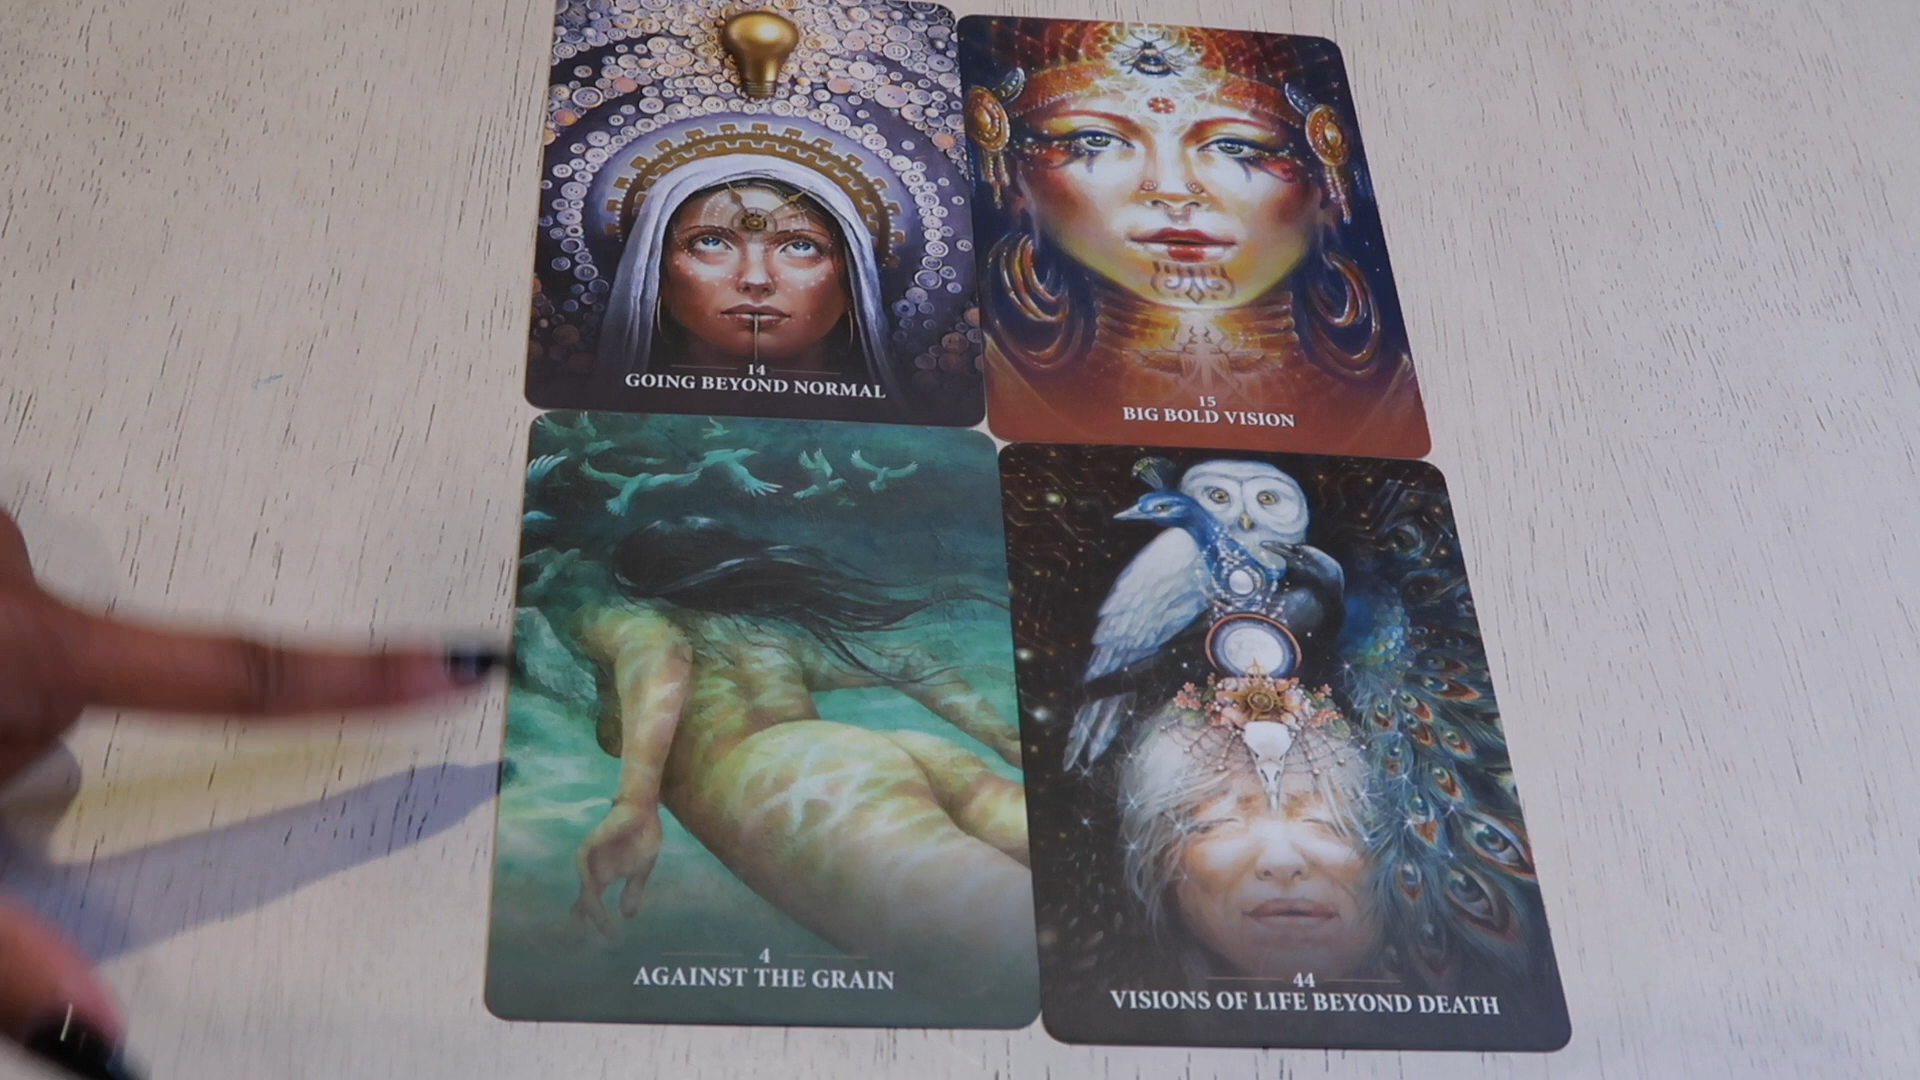 14
GOING BEYOND NORMAL
15
BIG BOLD VISION
4
AGAINST THE GRAIN
44
VISIONS OF LIFE BEYOND DEATH